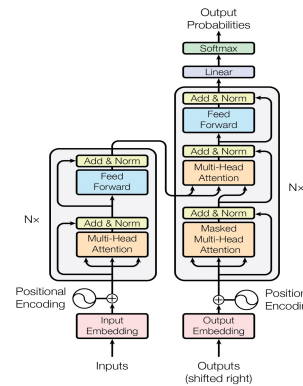 Output
Probabilities
Softmax
Linear
Add & Norm
Feed
Forward
Add & Norm
Multi-Head
Attention
Add & Norm
Masked
Multi-Head
Attention
N×
Positional
Encoding
Output
Embedding
Outputs
(shifted right)
Add & Norm
Feed
Forward
Add & Norm
Multi-Head
Attention
N×
Positional
Encoding
Input
Embedding
Inputs